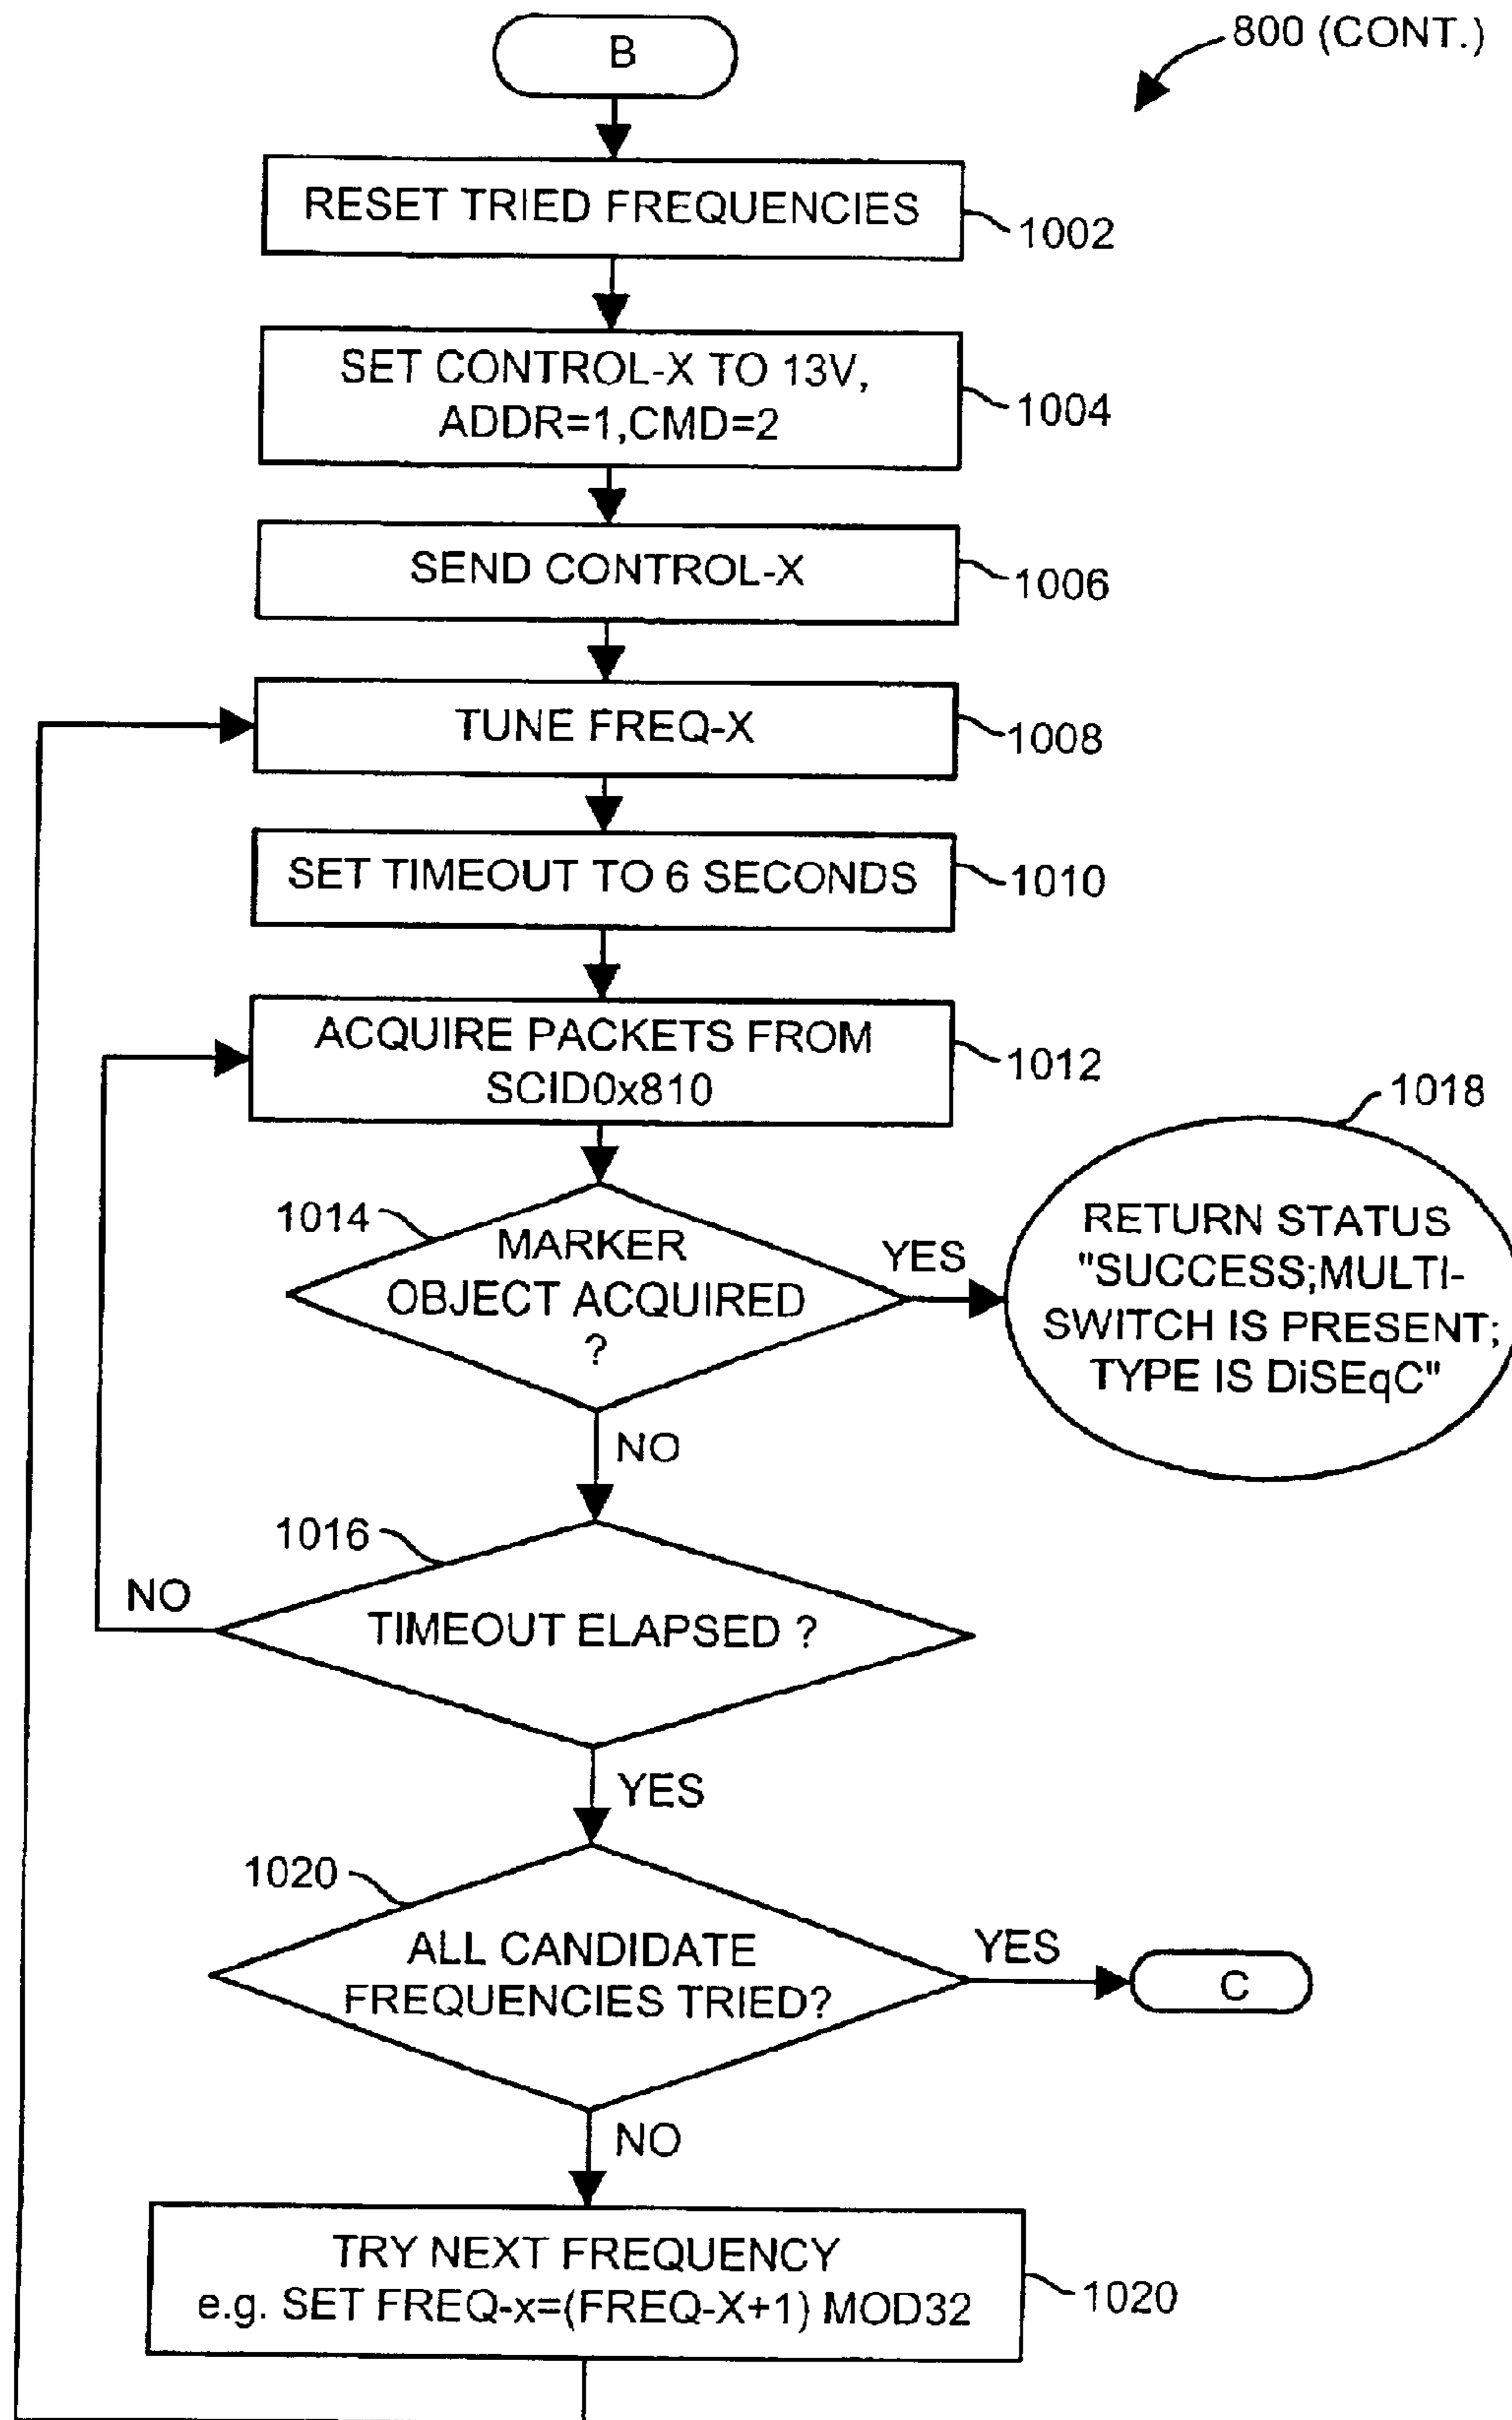 800 (CONT.)
B
RESET TRIED FREQUENCIES
1002
SET CONTROL-X TO 13V,
ADDR=1,CMD=2
1004
SEND CONTROL-X
1006
TUNE FREQ-X
1008
SET TIMEOUT TO 6 SECONDS
1010
ACQUIRE PACKETS FROM
SCID0x810
1012
1014
MARKER
OBJECT ACQUIRED
?
YES
1018
RETURN STATUS
"SUCCESS;MULTI-
SWITCH IS PRESENT;
TYPE IS DiSEqC"
NO
1016
TIMEOUT ELAPSED ?
NO
YES
1020
ALL CANDIDATE
FREQUENCIES TRIED?
YES
C
NO
TRY NEXT FREQUENCY
e.g. SET FREQ-x=(FREQ-X+1) MOD32
1020